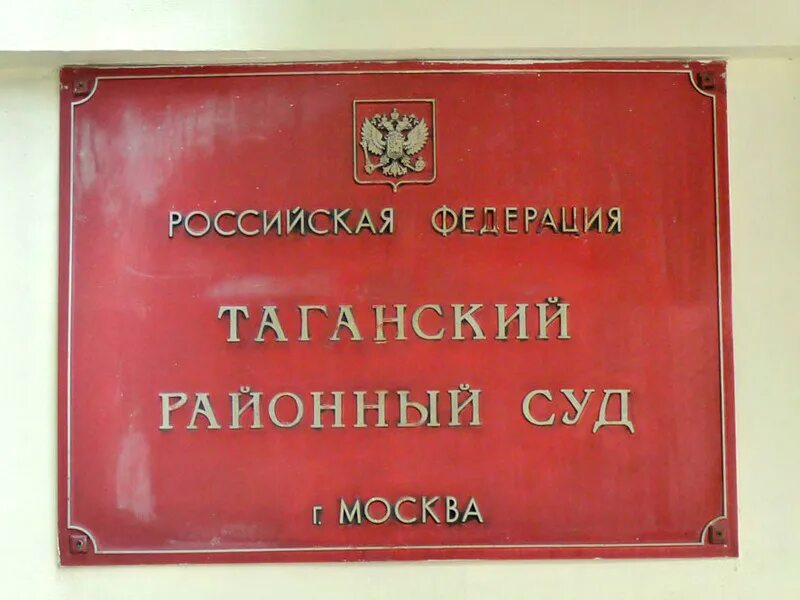 РОССИЙСКАЯ ФЕДЕРАЦИЯ
ТАГАНСКИЙ
РАЙОННЫЙ СУД
г. МОСКВА